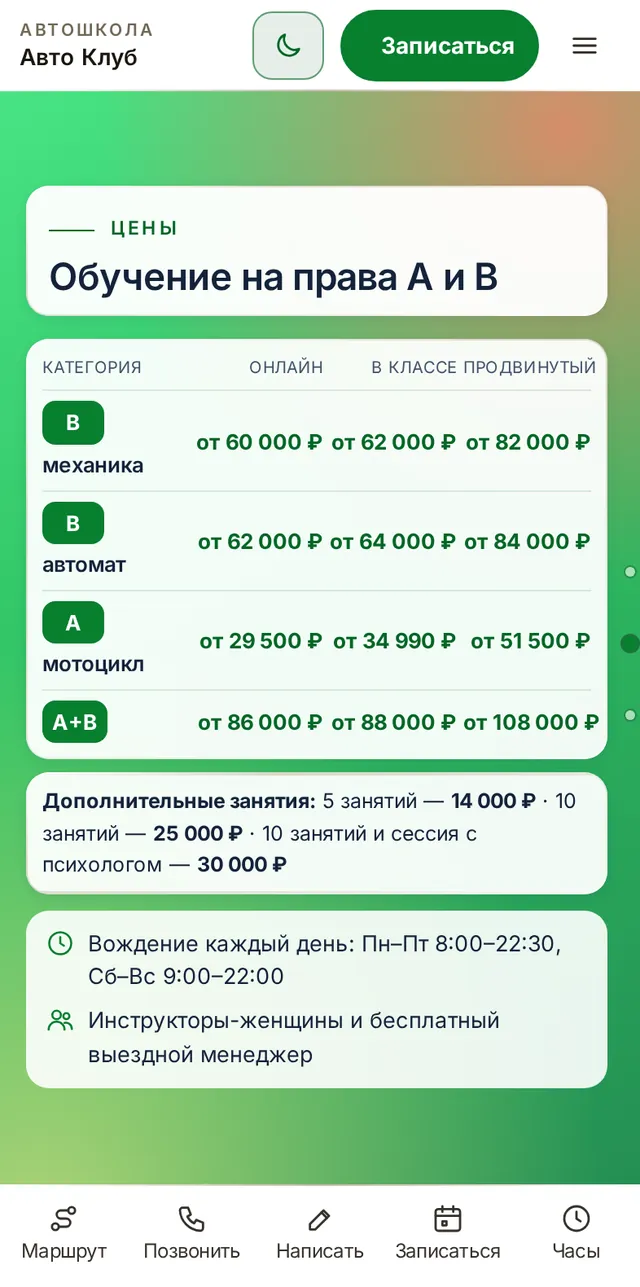 АВТОШКОЛА
Авто Клуб
Записаться
ЦЕНЫ
Обучение на права А и В
КАТЕГОРИЯ ОНЛАЙН В КЛАССЕ ПРОДВИНУТЫЙ
В
механика
от 60 000 ₽ от 62 000 ₽ от 82 000 ₽
В
автомат
от 62 000 ₽ от 64 000 ₽ от 84 000 ₽
А
мотоцикл
от 29 500 ₽ от 34 990 ₽ от 51 500 ₽
А+В от 86 000 ₽ от 88 000 ₽ от 108 000 ₽
Дополнительные занятия: 5 занятий — 14 000 ₽ · 10
занятий — 25 000 ₽ · 10 занятий и сессия с
психологом — 30 000 ₽
Вождение каждый день: Пн–Пт 8:00–22:30,
Сб–Вс 9:00–22:00
Инструкторы-женщины и бесплатный
выездной менеджер
Маршрут Позвонить Написать Записаться Часы